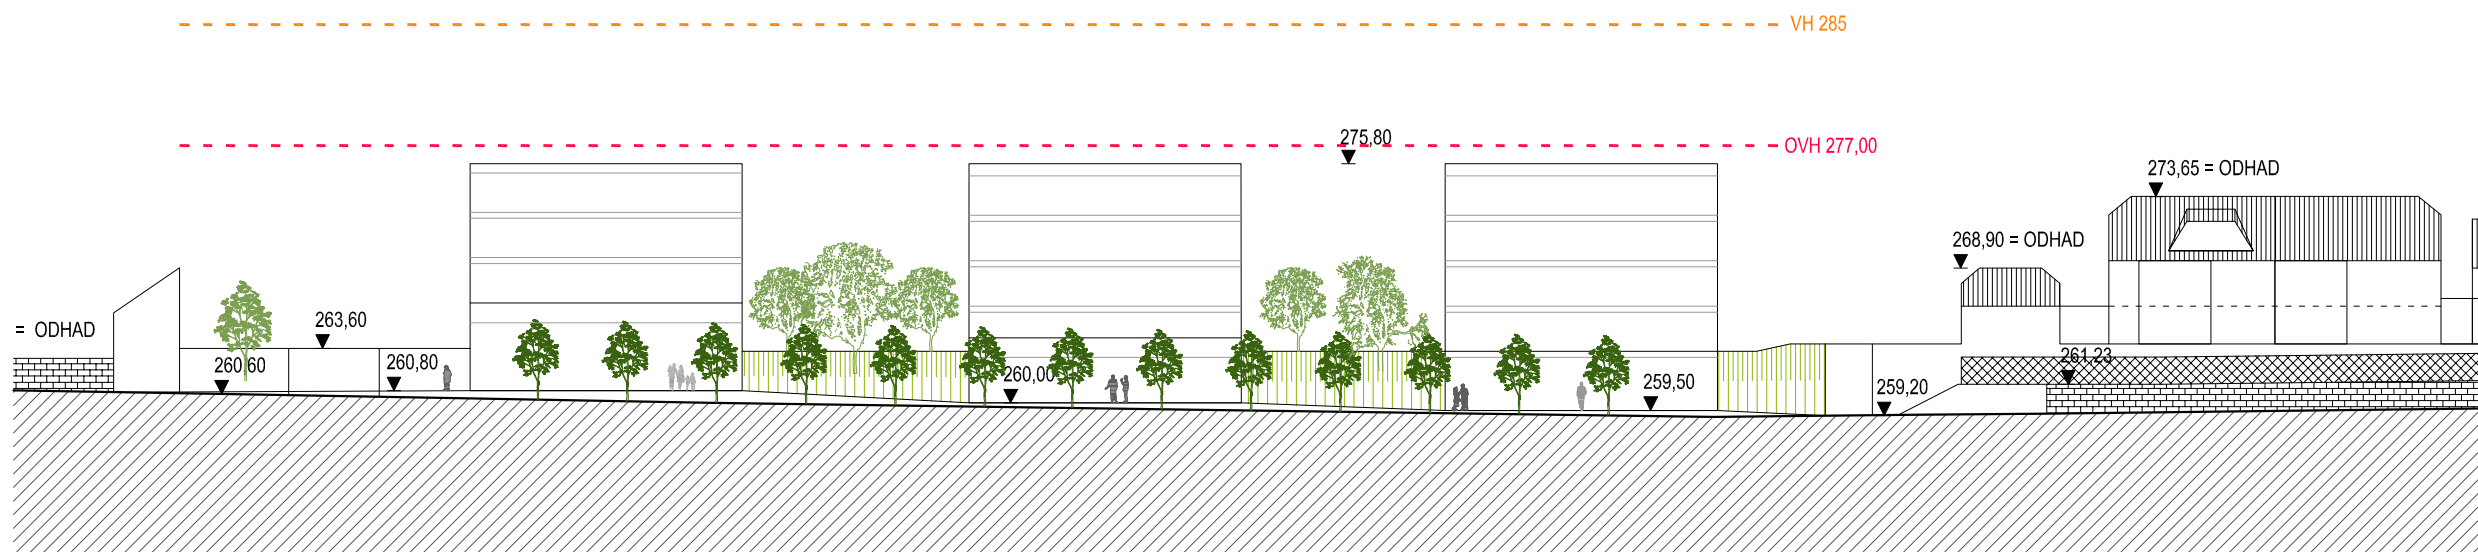 VH 285
275,80
OVH 277,00
273,65 = ODHAD
268,90 = ODHAD
= ODHAD
263,60
260,60
260,80
260,00
259,50
261,23
259,20